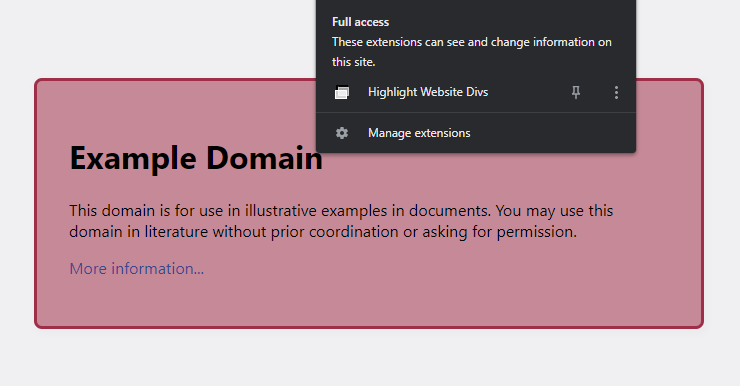 Full access
These extensions can see and change information on
this site.
Highlight Website Divs
Manage extensions
Example Domain
This domain is for use in illustrative examples in documents. You may use this
domain in literature without prior coordination or asking for permission.
More information...